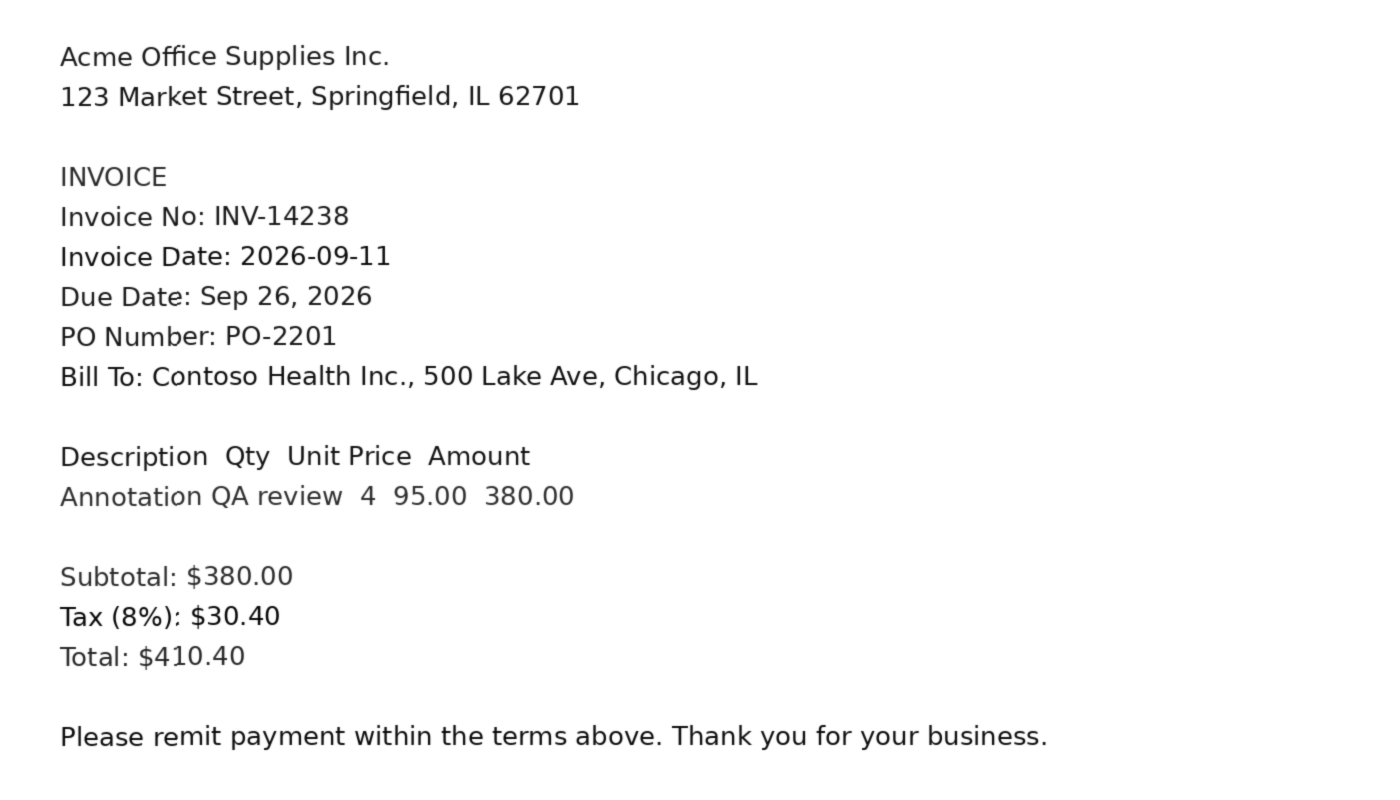 Acme Office Supplies Inc.
123 Market Street, Springfield, IL 62701
INVOICE
Invoice No: INV-14238
Invoice Date: 2026-09-11
Due Date: Sep 26, 2026
PO Number: PO-2201
Bill To: Contoso Health Inc., 500 Lake Ave, Chicago, IL
Description  Qty  Unit Price  Amount
Annotation QA review  4  95.00  380.00
Subtotal: $380.00
Tax (8%): $30.40
Total: $410.40
Please remit payment within the terms above. Thank you for your business.